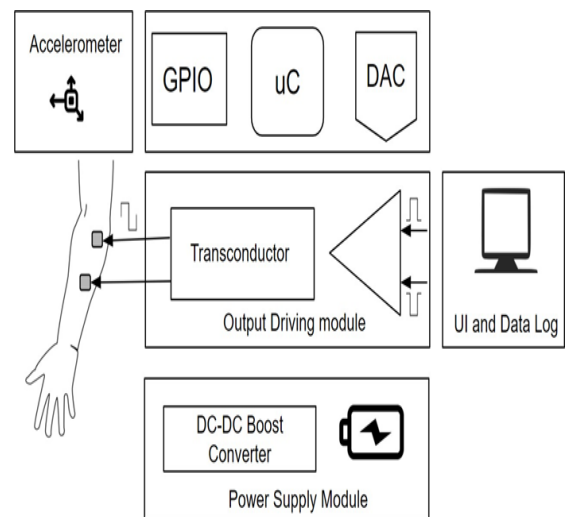 Accelerometer
GPIO
uC
DAC
Transconductor
Output Driving module
UI and Data Log
DC-DC Boost
Converter
Power Supply Module